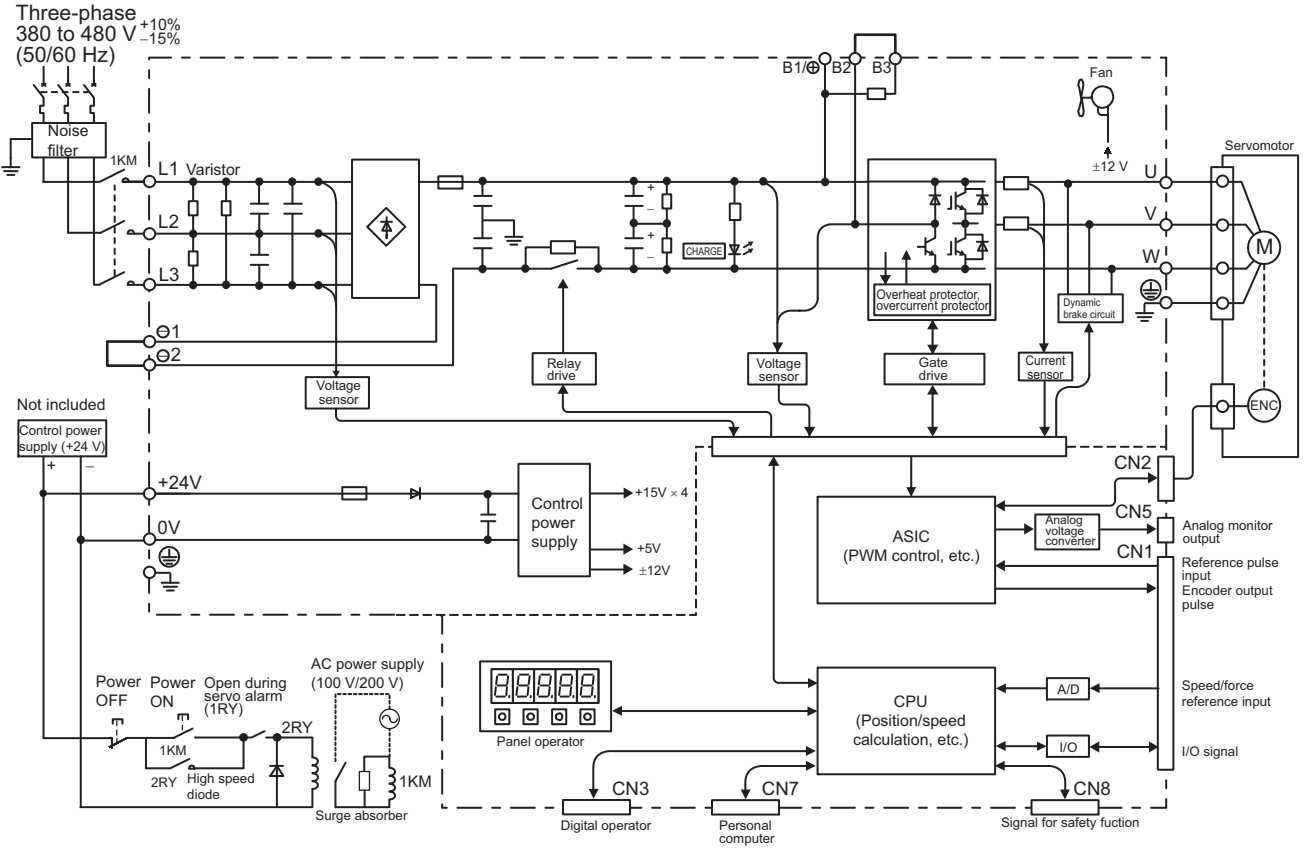 Three-phase
380 to 480 V +10%
−15%
(50/60 Hz)
Noise
filter
1KM
L1 Varistor
L2
L3
⊖1
⊖2
B1/⊕ B2 B3
Fan
±12 V
Servomotor
U
V
W
M
ENC
CHARGE
+
−
+
−
Overheat protector,
overcurrent protector
Dynamic
brake circuit
Voltage
sensor
Relay
drive
Voltage
sensor
Gate
drive
Current
sensor
Not included
Control power
supply (+24 V)
+ −
+24V
0V
Control
power
supply
+15V × 4
+5V
±12V
ASIC
(PWM control, etc.)
Analog
voltage
converter
CN2
CN5
CN1
Analog monitor
output
Reference pulse
input
Encoder output
pulse
CPU
(Position/speed
calculation, etc.)
A/D
I/O
Speed/force
reference input
I/O signal
8.8.8.8.8.
Panel operator
CN3
Digital operator
CN7
Personal
computer
CN8
Signal for safety fuction
Power
OFF
Power
ON
Open during
servo alarm
(1RY)
1KM
2RY
2RY
High speed
diode
AC power supply
(100 V/200 V)
1KM
Surge absorber